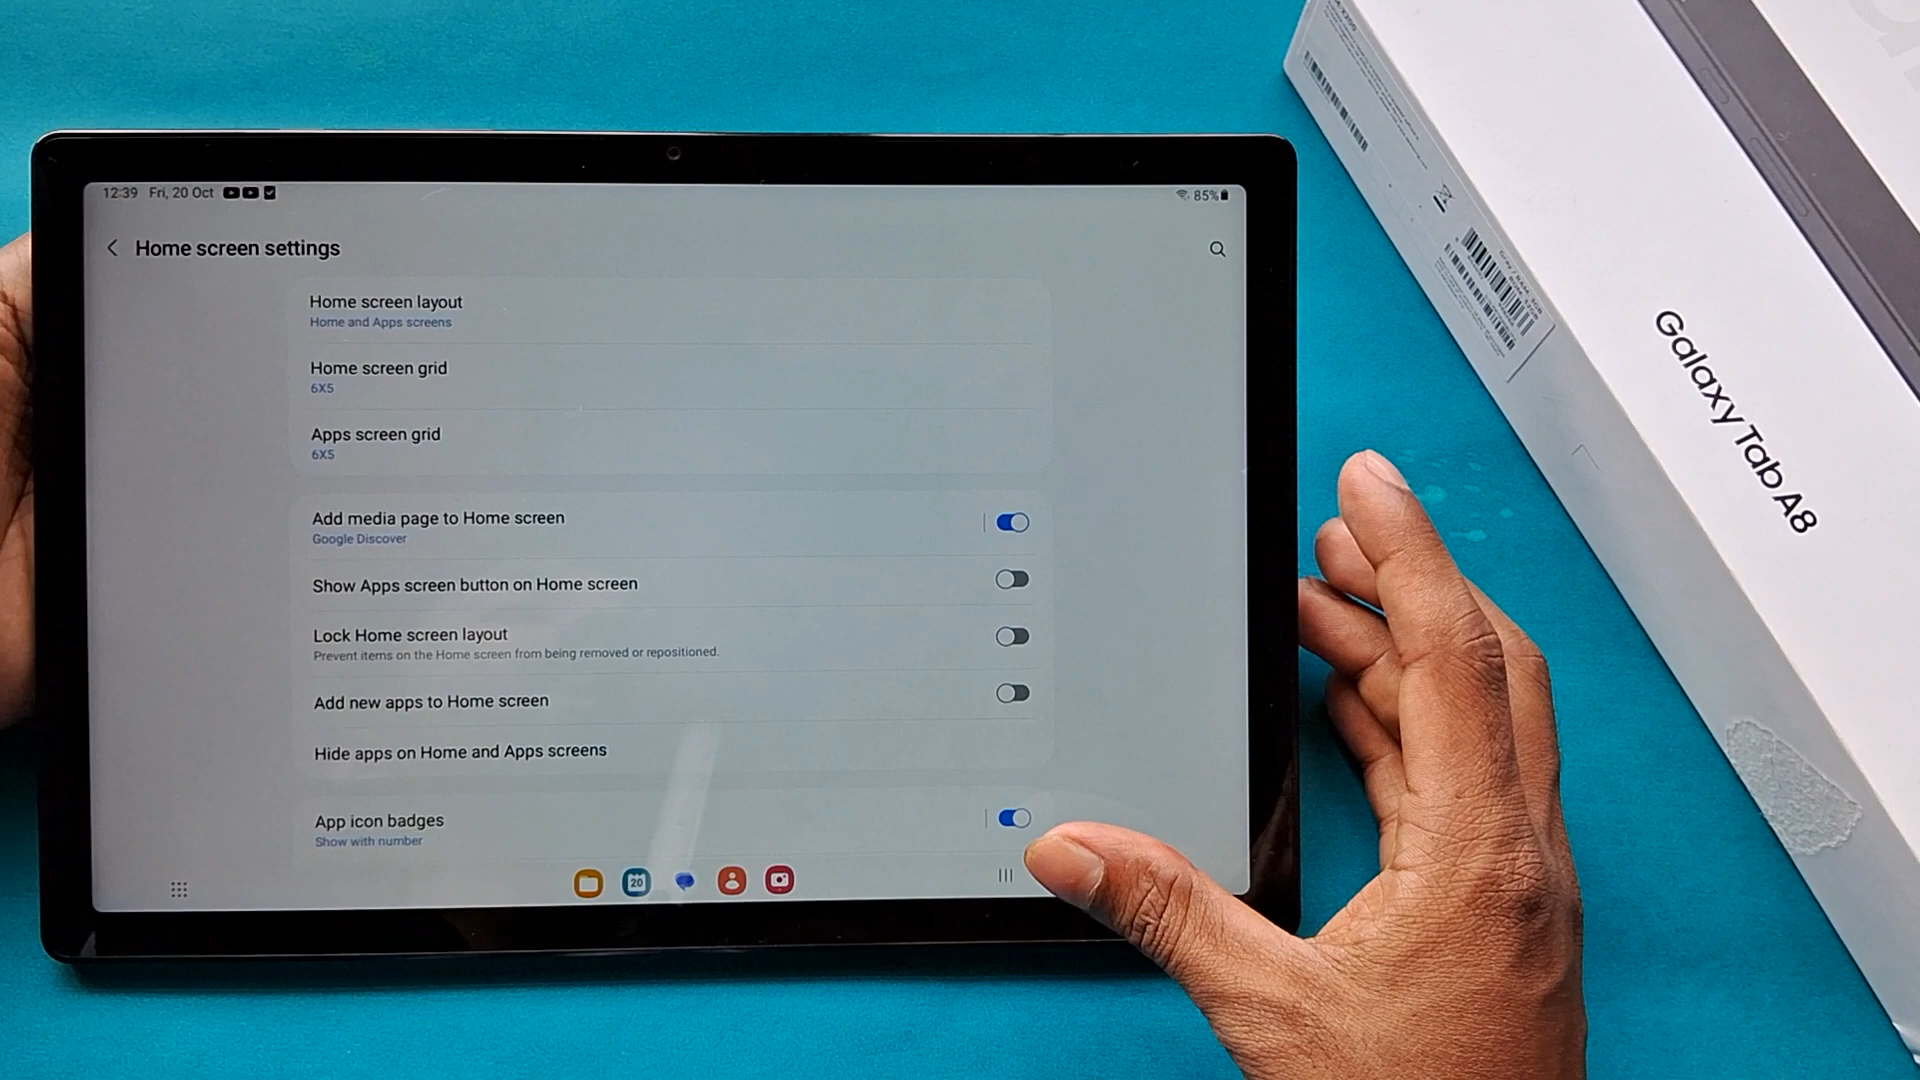 12:39 Fri, 20 Oct
85%
Home screen settings
Home screen layout
Home and Apps screens
Home screen grid
6X5
Apps screen grid
6X5
Add media page to Home screen
Google Discover
Show Apps screen button on Home screen
Lock Home screen layout
Prevent items on the Home screen from being removed or repositioned.
Add new apps to Home screen
Hide apps on Home and Apps screens
App icon badges
Show with number
20
Galaxy Tab A8